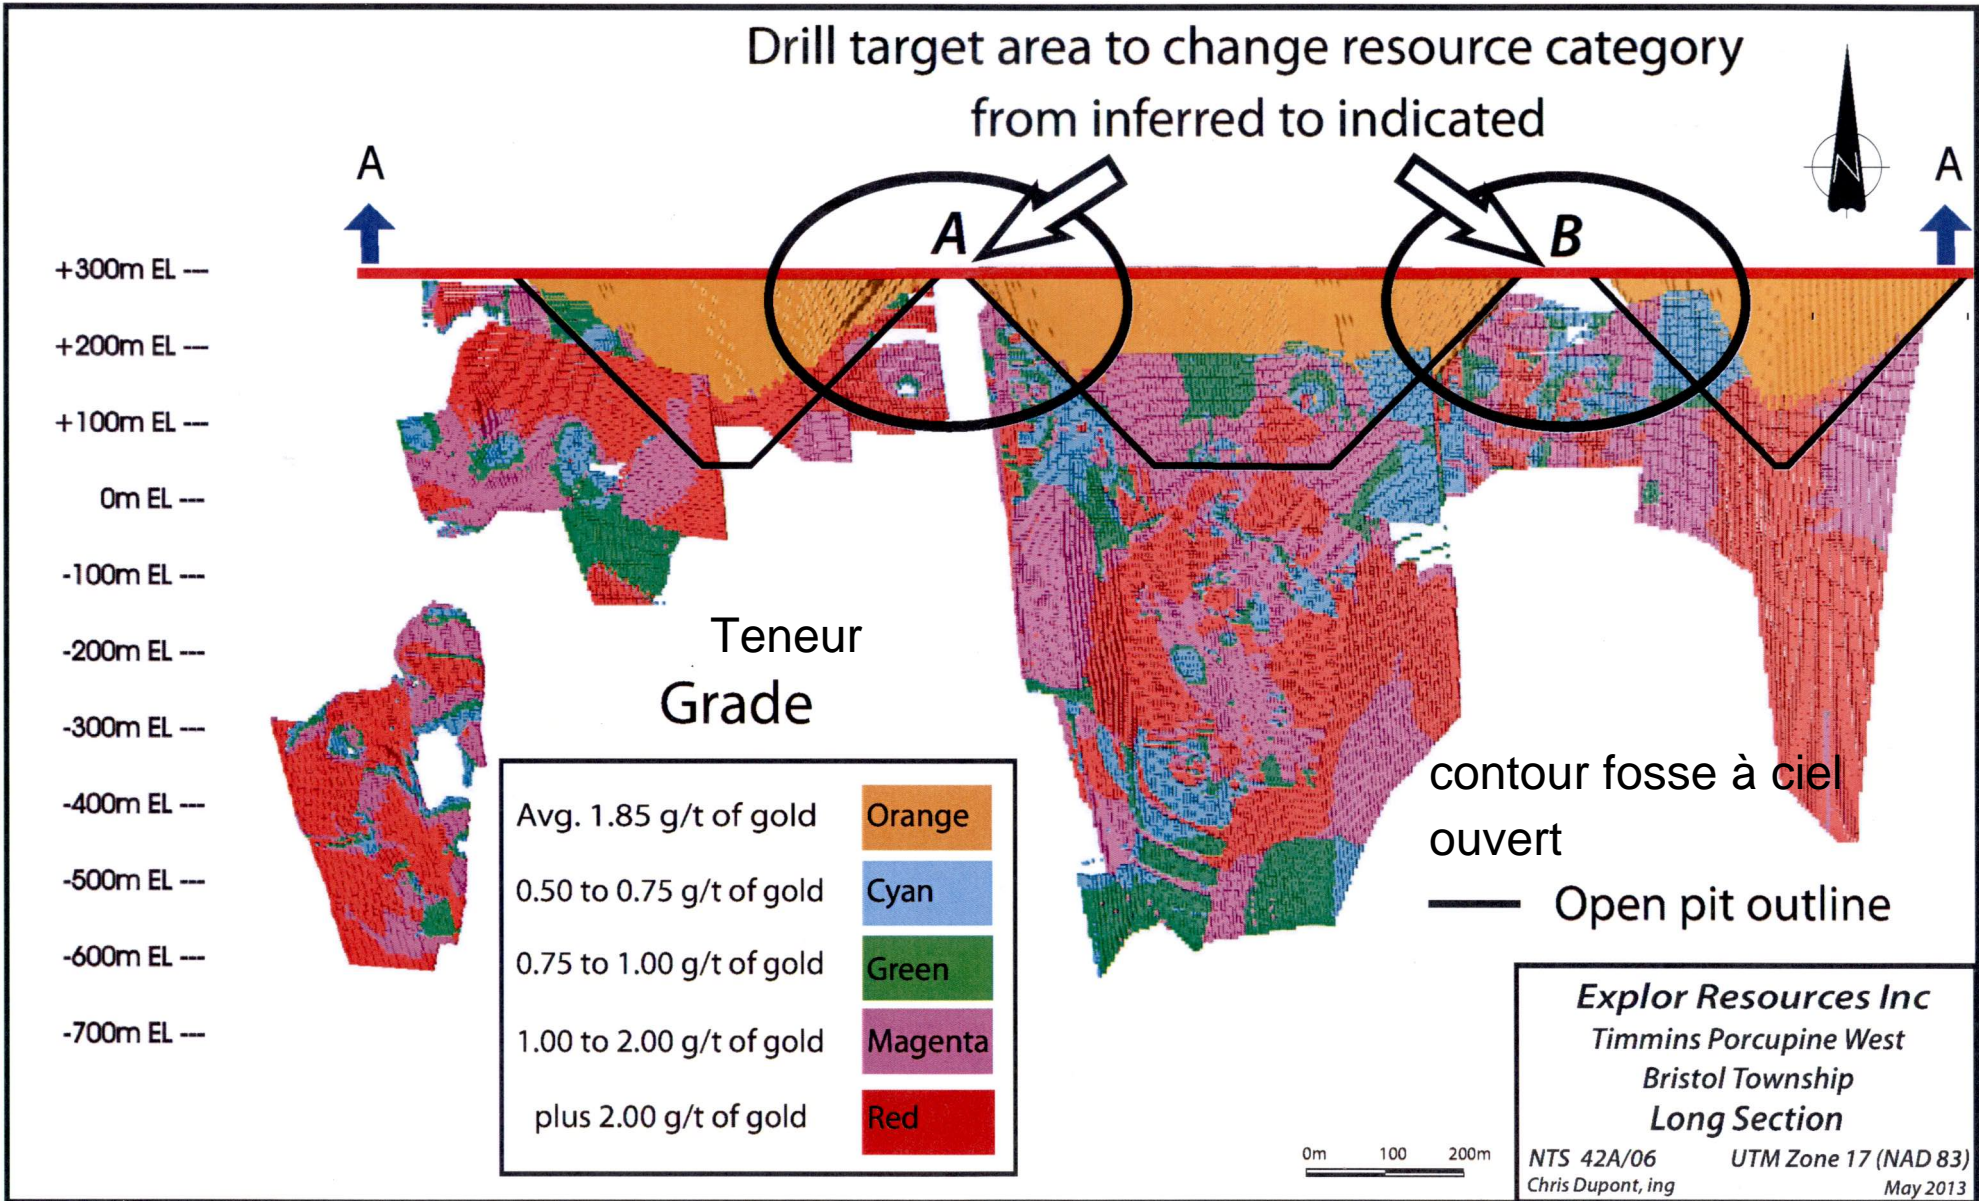 Drill target area to change resource category
from inferred to indicated
N
A
A
A
B
+300m EL ---
+200m EL ---
+100m EL ---
0m EL ---
-100m EL ---
-200m EL ---
-300m EL ---
-400m EL ---
-500m EL ---
-600m EL ---
-700m EL ---
Teneur
Grade
Avg. 1.85 g/t of gold Orange
0.50 to 0.75 g/t of gold Cyan
0.75 to 1.00 g/t of gold Green
1.00 to 2.00 g/t of gold Magenta
plus 2.00 g/t of gold Red
contour fosse à ciel
ouvert
Open pit outline
0m 100 200m
Explor Resources Inc
Timmins Porcupine West
Bristol Township
Long Section
NTS 42A/06 UTM Zone 17 (NAD 83)
Chris Dupont, ing May 2013